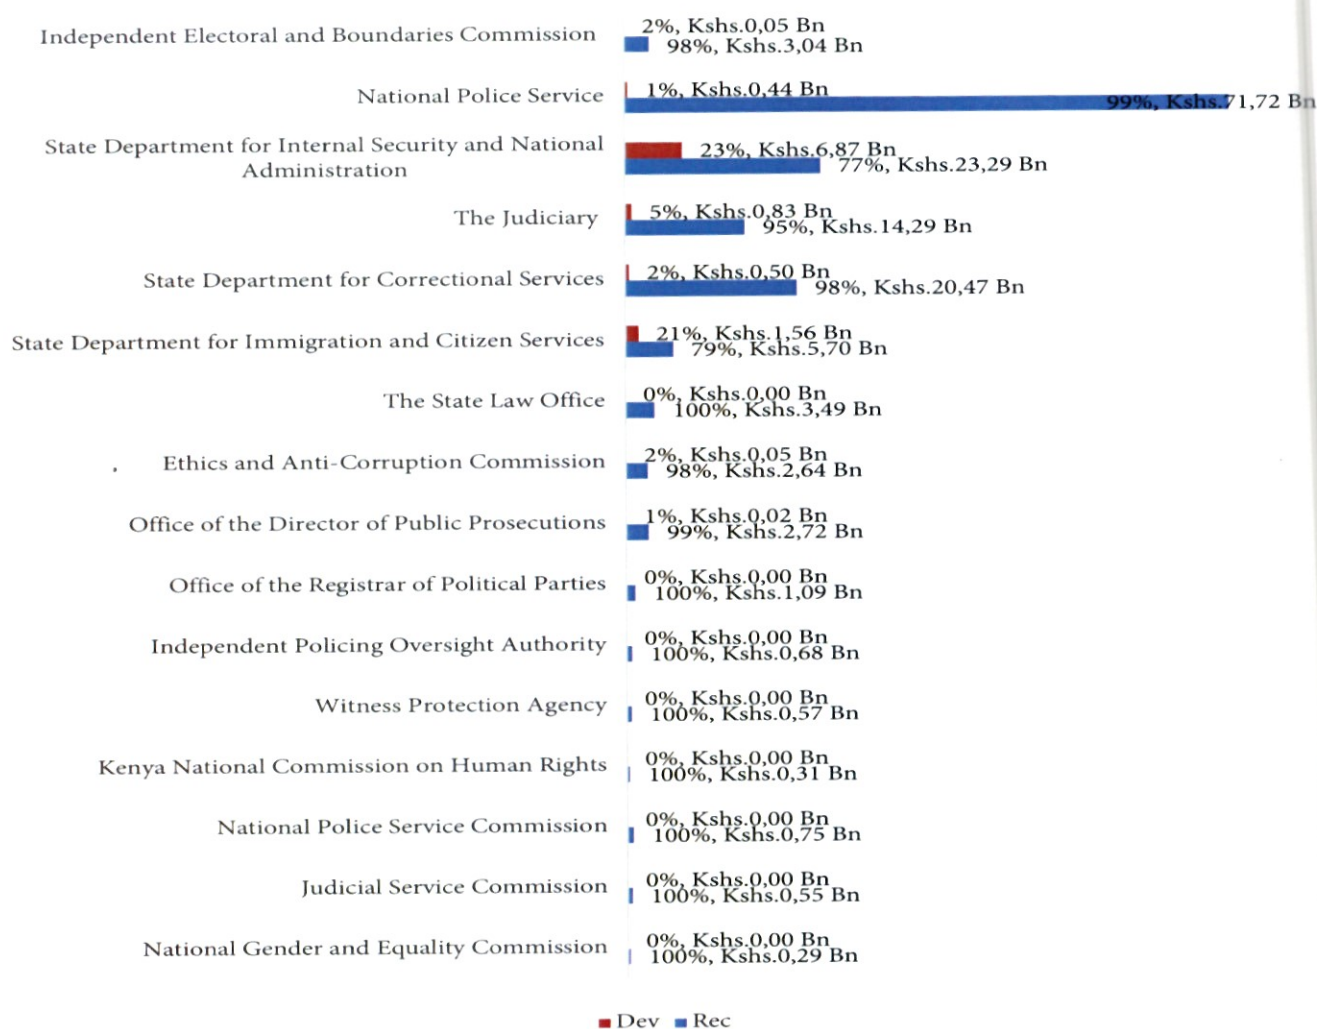 Independent Electoral and Boundaries Commission
2%, Kshs.0,05 Bn
98%, Kshs.3,04 Bn
National Police Service
1%, Kshs.0,44 Bn
99%, Kshs.71,72 Bn
State Department for Internal Security and National
Administration
23%, Kshs.6,87 Bn
77%, Kshs.23,29 Bn
The Judiciary
5%, Kshs.0,83 Bn
95%, Kshs.14,29 Bn
State Department for Correctional Services
2%, Kshs.0,50 Bn
98%, Kshs.20,47 Bn
State Department for Immigration and Citizen Services
21%, Kshs.1,56 Bn
79%, Kshs.5,70 Bn
The State Law Office
0%, Kshs.0,00 Bn
100%, Kshs.3,49 Bn
Ethics and Anti-Corruption Commission
2%, Kshs.0,05 Bn
98%, Kshs.2,64 Bn
Office of the Director of Public Prosecutions
1%, Kshs.0,02 Bn
99%, Kshs.2,72 Bn
Office of the Registrar of Political Parties
0%, Kshs.0,00 Bn
100%, Kshs.1,09 Bn
Independent Policing Oversight Authority
0%, Kshs.0,00 Bn
100%, Kshs.0,68 Bn
Witness Protection Agency
0%, Kshs.0,00 Bn
100%, Kshs.0,57 Bn
Kenya National Commission on Human Rights
0%, Kshs.0,00 Bn
100%, Kshs.0,31 Bn
National Police Service Commission
0%, Kshs.0,00 Bn
100%, Kshs.0,75 Bn
Judicial Service Commission
0%, Kshs.0,00 Bn
100%, Kshs.0,55 Bn
National Gender and Equality Commission
0%, Kshs.0,00 Bn
100%, Kshs.0,29 Bn
Dev Rec